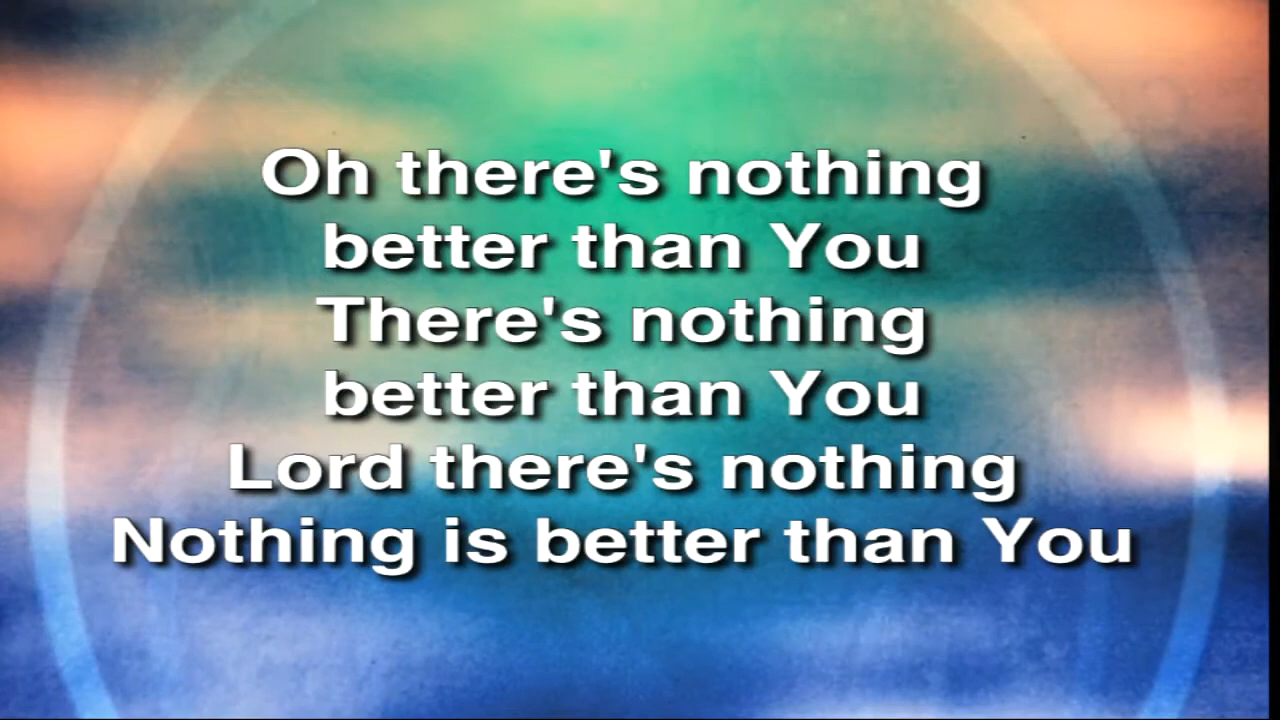 Oh there's nothing
better than You
There's nothing
better than You
Lord there's nothing
Nothing is better than You